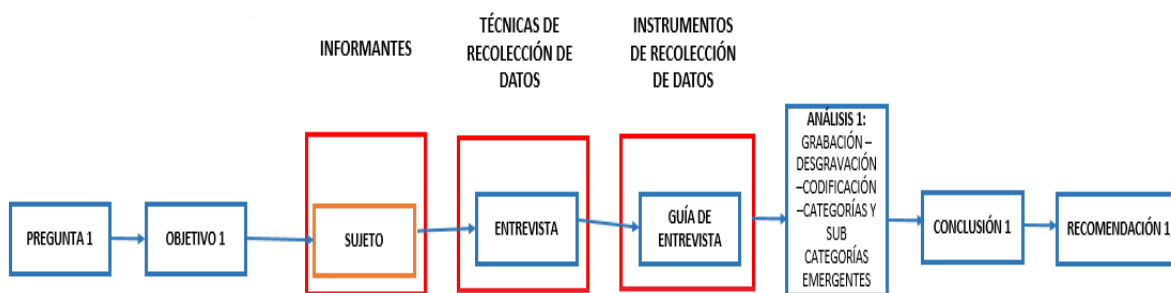 INFORMANTES
TÉCNICAS DE
RECOLECCIÓN DE
DATOS
INSTRUMENTOS
DE RECOLECCIÓN
DE DATOS
PREGUNTA 1
OBJETIVO 1
SUJETO
ENTREVISTA
GUÍA DE
ENTREVISTA
ANÁLISIS 1:
GRABACIÓN –
DESGRAVACIÓN
–CODIFICACIÓN
–CATEGORÍAS Y
SUB
CATEGORÍAS
EMERGENTES
CONCLUSIÓN 1
RECOMENDACIÓN 1